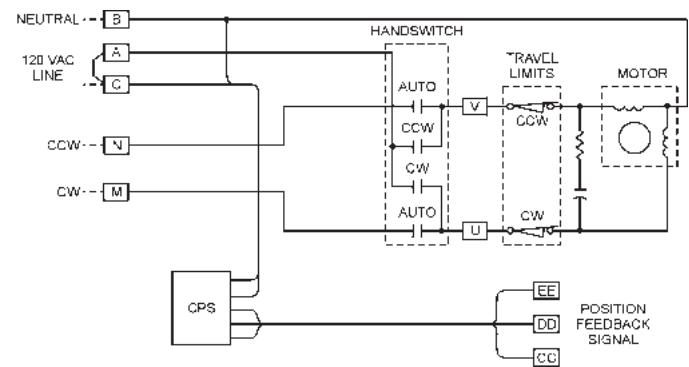 NEUTRAL
B
HANDSWITCH
A
120 VAC
LINE
C
TRAVEL
LIMITS
MOTOR
AUTO
V
CCW
CCW
N
CCW
CW
CW
M
AUTO
CW
U
CPS
EE
DD
CC
POSITION
FEEDBACK
SIGNAL